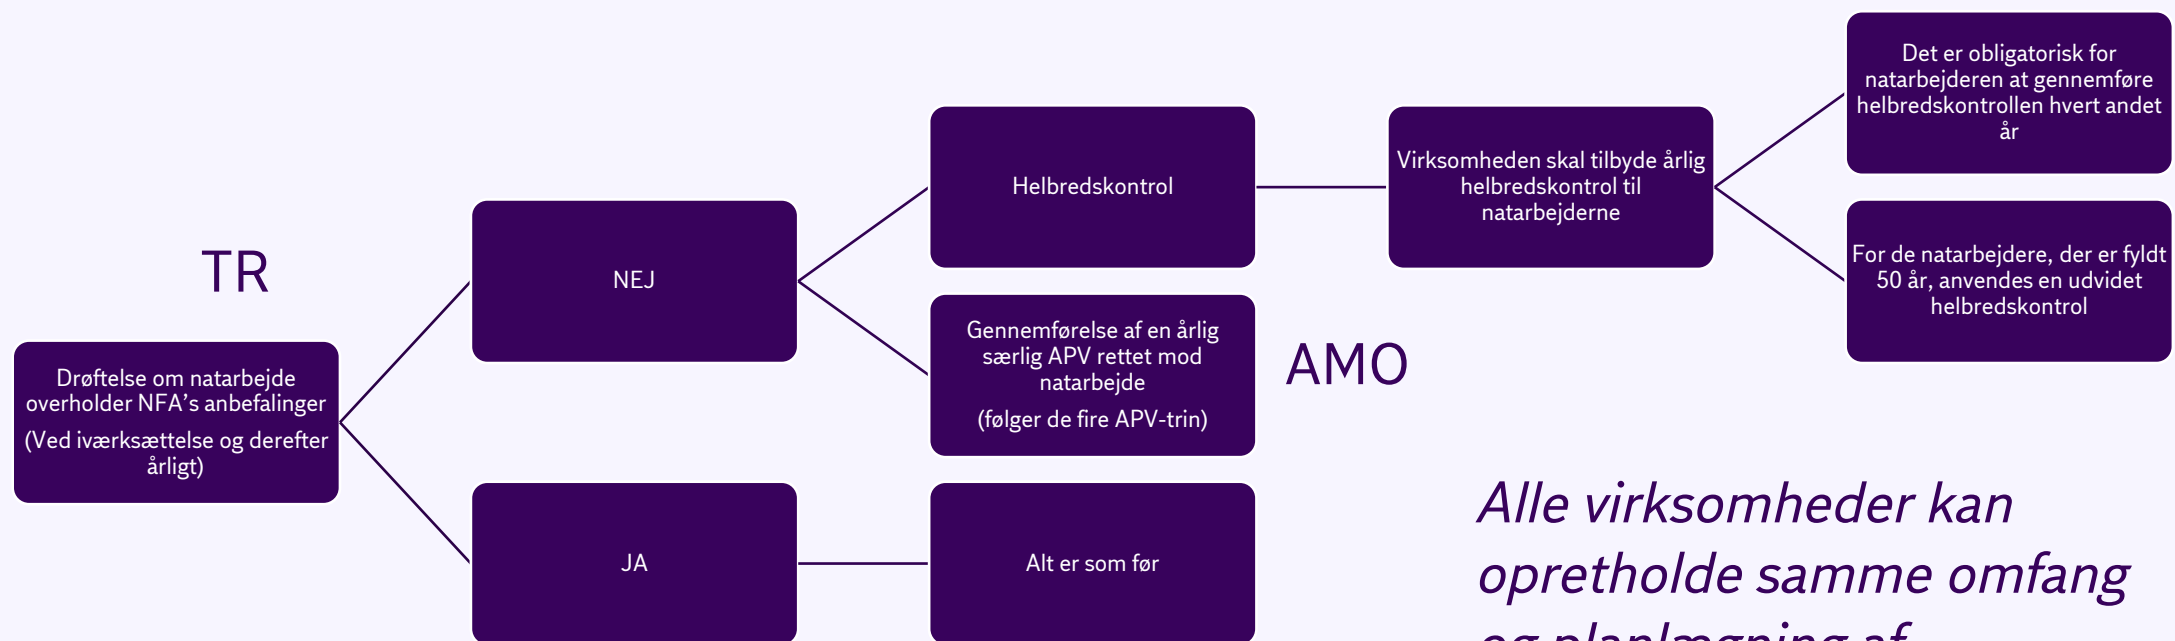 TR
Drøftelse om natarbejde
overholder NFA's anbefalinger
(Ved iværksættelse og derefter
årligt)
NEJ
JA
Helbredskontrol
Gennemførelse af en årlig
særlig APV rettet mod
natarbejde
(følger de fire APV-trin)
Alt er som før
AMO
Virksomheden skal tilbyde årlig
helbredskontrol til
natarbejderne
Det er obligatorisk for
natarbejderen at gennemføre
helbredskontrollen hvert andet
år
For de natarbejdere, der er fyldt
50 år, anvendes en udvidet
helbredskontrol
Alle virksomheder kan
opretholde samme omfang
og planlægning af